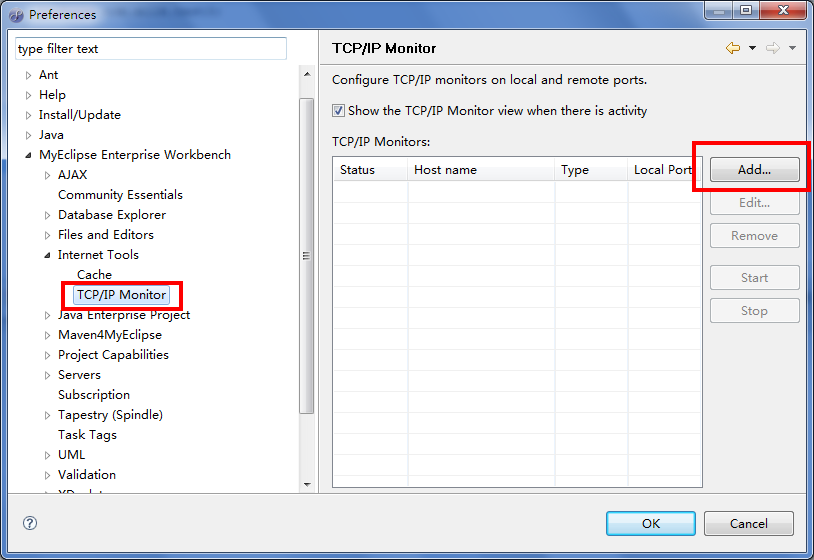 Preferences
type filter text
Ant
Help
Install/Update
Java
MyEclipse Enterprise Workbench
AJAX
Community Essentials
Database Explorer
Files and Editors
Internet Tools
Cache
TCP/IP Monitor
Java Enterprise Project
Maven4MyEclipse
Project Capabilities
Servers
Subscription
Tapestry (Spindle)
Task Tags
UML
Validation
TCP/IP Monitor
Configure TCP/IP monitors on local and remote ports.
Show the TCP/IP Monitor view when there is activity
TCP/IP Monitors:
Status Host name Type Local Port
Add...
Edit...
Remove
Start
Stop
OK Cancel